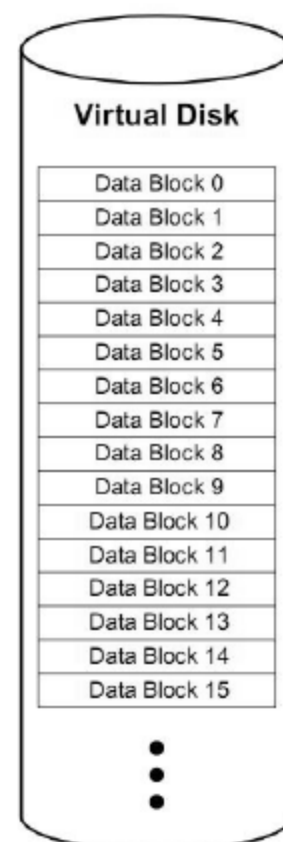 Virtual Disk
Data Block 0
Data Block 1
Data Block 2
Data Block 3
Data Block 4
Data Block 5
Data Block 6
Data Block 7
Data Block 8
Data Block 9
Data Block 10
Data Block 11
Data Block 12
Data Block 13
Data Block 14
Data Block 15